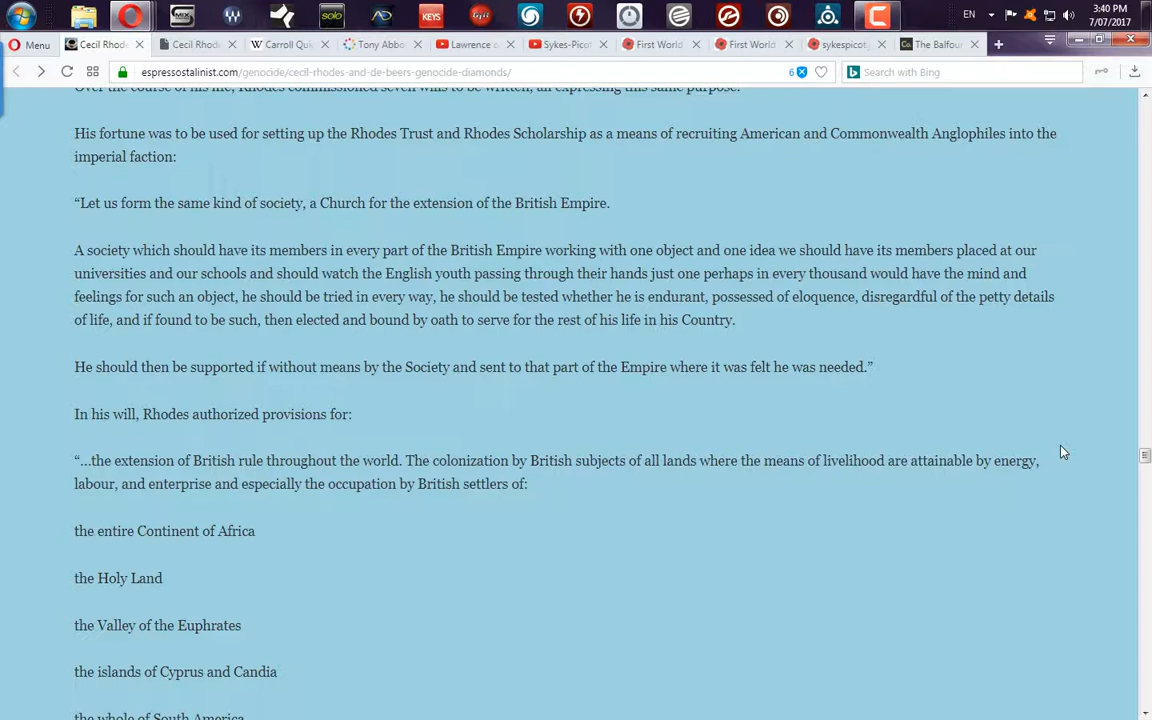 EN
3:40 PM
7/07/2017
Menu
Cecil Rhod
Cecil Rhod
Carroll Qui
Tony Abbo
Lawrence o
Sykes-Picor
First World
First World
sykespicot
Co. The Balfou
espressostalinist.com/genocide/cecil-rhodes-and-de-beers-genocide-diamonds/
6
Search with Bing
Over the course of his life, Rhodes commissioned seven wills to be written, all expressing this same purpose.
His fortune was to be used for setting up the Rhodes Trust and Rhodes Scholarship as a means of recruiting American and Commonwealth Anglophiles into the
imperial faction:
“Let us form the same kind of society, a Church for the extension of the British Empire.
A society which should have its members in every part of the British Empire working with one object and one idea we should have its members placed at our
universities and our schools and should watch the English youth passing through their hands just one perhaps in every thousand would have the mind and
feelings for such an object, he should be tried in every way, he should be tested whether he is endurant, possessed of eloquence, disregardful of the petty details
of life, and if found to be such, then elected and bound by oath to serve for the rest of his life in his Country.
He should then be supported if without means by the Society and sent to that part of the Empire where it was felt he was needed.”
In his will, Rhodes authorized provisions for:
“…the extension of British rule throughout the world. The colonization by British subjects of all lands where the means of livelihood are attainable by energy,
labour, and enterprise and especially the occupation by British settlers of:
the entire Continent of Africa
the Holy Land
the Valley of the Euphrates
the islands of Cyprus and Candia
the whole of South America